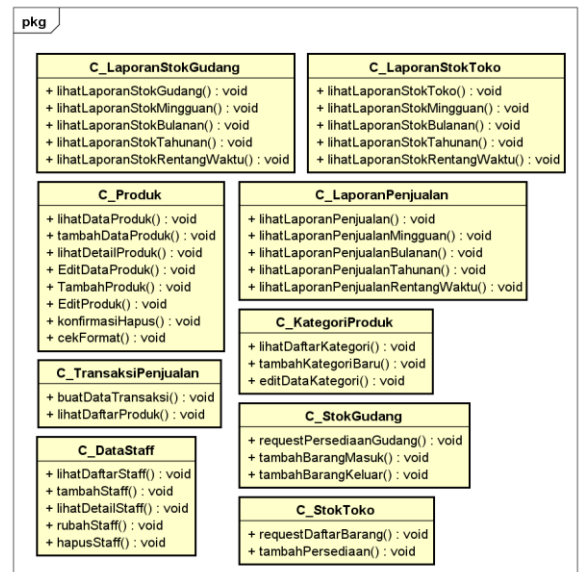 pkg
C_LaporanStokGudang
+ lihatLaporanStokGudang() : void
+ lihatLaporanStokMingguan() : void
+ lihatLaporanStokBulanan() : void
+ lihatLaporanStokTahunan() : void
+ lihatLaporanStokRentangWaktu() : void
C_LaporanStokToko
+ lihatLaporanStokToko() : void
+ lihatLaporanStokMingguan() : void
+ lihatLaporanStokBulanan() : void
+ lihatLaporanStokTahunan() : void
+ lihatLaporanStokRentangWaktu() : void
C_Produk
+ lihatDataProduk() : void
+ tambahDataProduk() : void
+ lihatDetailProduk() : void
+ EditDataProduk() : void
+ TambahProduk() : void
+ EditProduk() : void
+ konfirmasiHapus() : void
+ cekFormat() : void
C_LaporanPenjualan
+ lihatLaporanPenjualan() : void
+ lihatLaporanPenjualanMingguan() : void
+ lihatLaporanPenjualanBulanan() : void
+ lihatLaporanPenjualanTahunan() : void
+ lihatLaporanPenjualanRentangWaktu() : void
C_KategoriProduk
+ lihatDaftarKategori() : void
+ tambahKategoriBaru() : void
+ editDataKategori() : void
C_TransaksiPenjualan
+ buatDataTransaksi() : void
+ lihatDaftarProduk() : void
C_StokGudang
+ requestPersediaanGudang() : void
+ tambahBarangMasuk() : void
+ tambahBarangKeluar() : void
C_DataStaff
+ lihatDaftarStaff() : void
+ tambahStaff() : void
+ lihatDetailStaff() : void
+ rubahStaff() : void
+ hapusStaff() : void
C_StokToko
+ requestDaftarBarang() : void
+ tambahPersediaan() : void